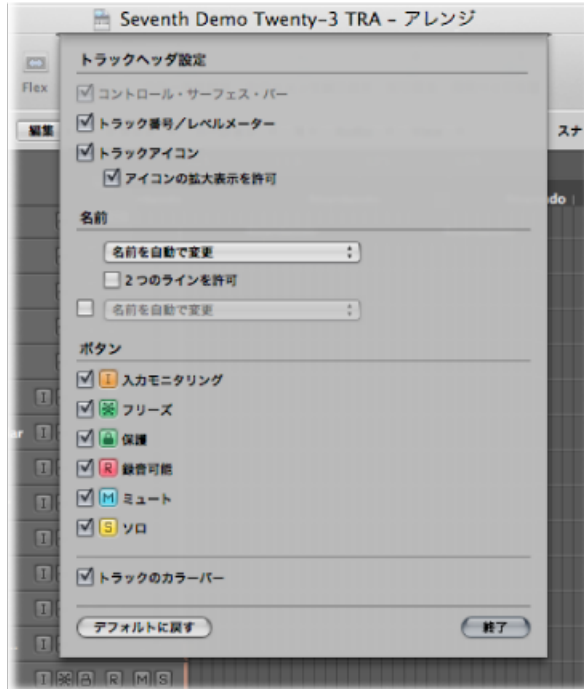 Seventh Demo Twenty-3 TRA – アレンジ
トラックヘッダ設定
Flex
コントロール・サーフェス・バー
編集
トラック番号／レベルメーター
スナ
トラックアイコン
アイコンの拡大表示を許可
名前
名前を自動で変更
2 つのラインを許可
名前を自動で変更
ボタン
I 入力モニタリング
フリーズ
保護
R 録音可能
M ミュート
S ソロ
トラックのカラーバー
デフォルトに戻す
終了
I R M S